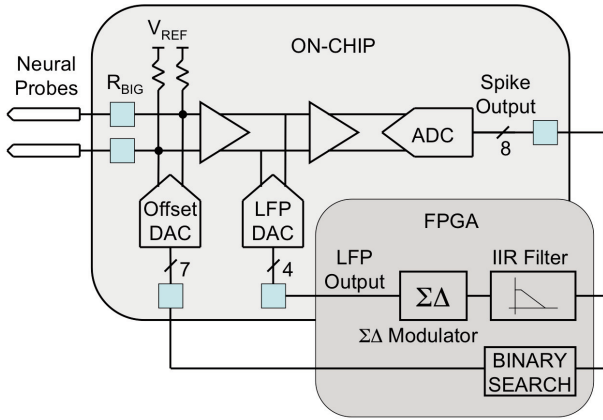 V_REF
ON-CHIP
Neural
Probes
R_BIG
Spike
Output
ADC
8
Offset
DAC
LFP
DAC
7
4
FPGA
LFP
Output
IIR Filter
ΣΔ
ΣΔ Modulator
BINARY
SEARCH